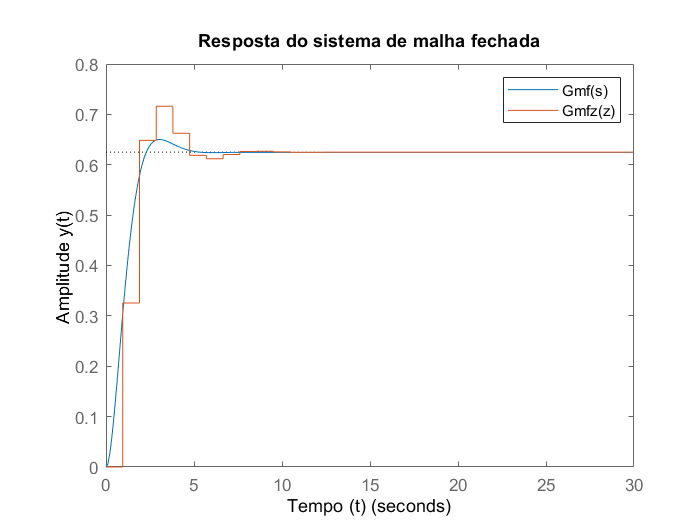 Resposta do sistema de malha fechada
0.8
0.7
0.6
0.5
0.4
0.3
0.2
0.1
0
Amplitude y(t)
Gmf(s)
Gmfz(z)
0 5 10 15 20 25 30
Tempo (t) (seconds)